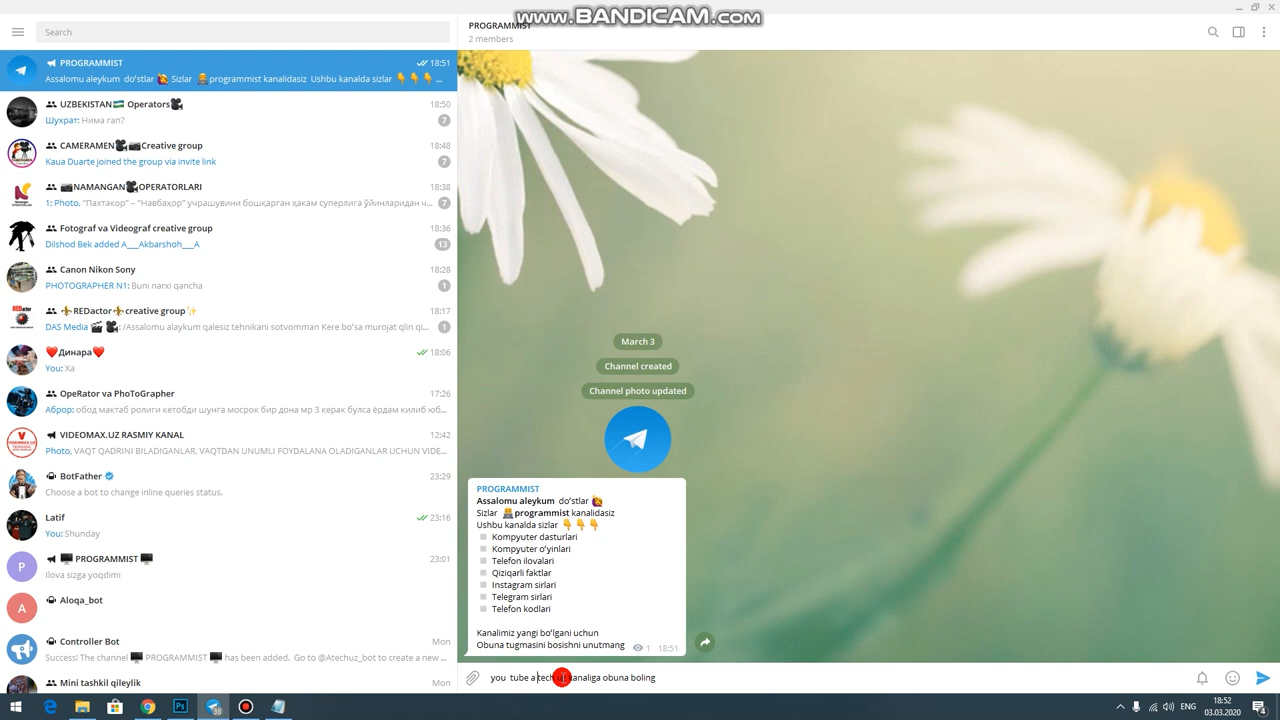 www.BANDICAM.com
Search
PROGRAMMIST
2 members
PROGRAMMIST 18:51
Assalomu aleykum do'stlar Sizlar programmist kanalidasiz Ushbu kanalda sizlar ...
UZBEKISTAN Operators 18:50
Шухрат: Нима гап? 7
CAMERAMEN Creative group 18:48
Kaua Duarte joined the group via invite link 7
NAMANGAN OPERATORLARI 18:38
1: Photo, "Пахтакор" – "Навбаҳор" учрашувини бошқарган ҳакам суперлига ўйинларидан ч... 7
Fotograf va Videograf creative group 18:36
Dilshod Bek added A___Akbarshoh___A 13
Canon Nikon Sony 18:28
PHOTOGRAPHER N1: Buni narxi qancha 1
REDactor creative group 18:17
DAS Media : /Assalomu alaykum qalesiz tehnikani sotvomman Kere bo'sa murojat qlin qi... 1
Динара 18:06
You: Xa
OpeRator va PhoToGrapher 17:26
Аброр: обод мактаб ролиги кетобди шунга мосрок бир дона мр 3 керак булса ёрдам килиб юб...
VIDEOMAX.UZ RASMIY KANAL 12:42
Photo, VAQT QADRINI BILADIGANLAR, VAQTDAN UNUMLI FOYDALANA OLADIGANLAR UCHUN VIDE...
BotFather 23:29
Choose a bot to change inline queries status.
Latif 23:16
You: Shunday
P PROGRAMMIST 23:01
Ilova sizga yoqdimi
A Aloqa_bot
Controller Bot Mon
Success! The channel PROGRAMMIST has been added. Go to @Atechuz_bot to create a new ...
Mini tashkil qileylik Mon
March 3
Channel created
Channel photo updated
PROGRAMMIST
Assalomu aleykum do'stlar
Sizlar programmist kanalidasiz
Ushbu kanalda sizlar
Kompyuter dasturlari
Kompyuter o'yinlari
Telefon ilovalari
Qiziqarli faktlar
Instagram sirlari
Telegram sirlari
Telefon kodlari
Kanalimiz yangi bo'lgani uchun
Obuna tugmasini bosishni unutmang 1 18:51
you tube a tech kanaliga obuna boling
36
ENG
18:52
03.03.2020
4